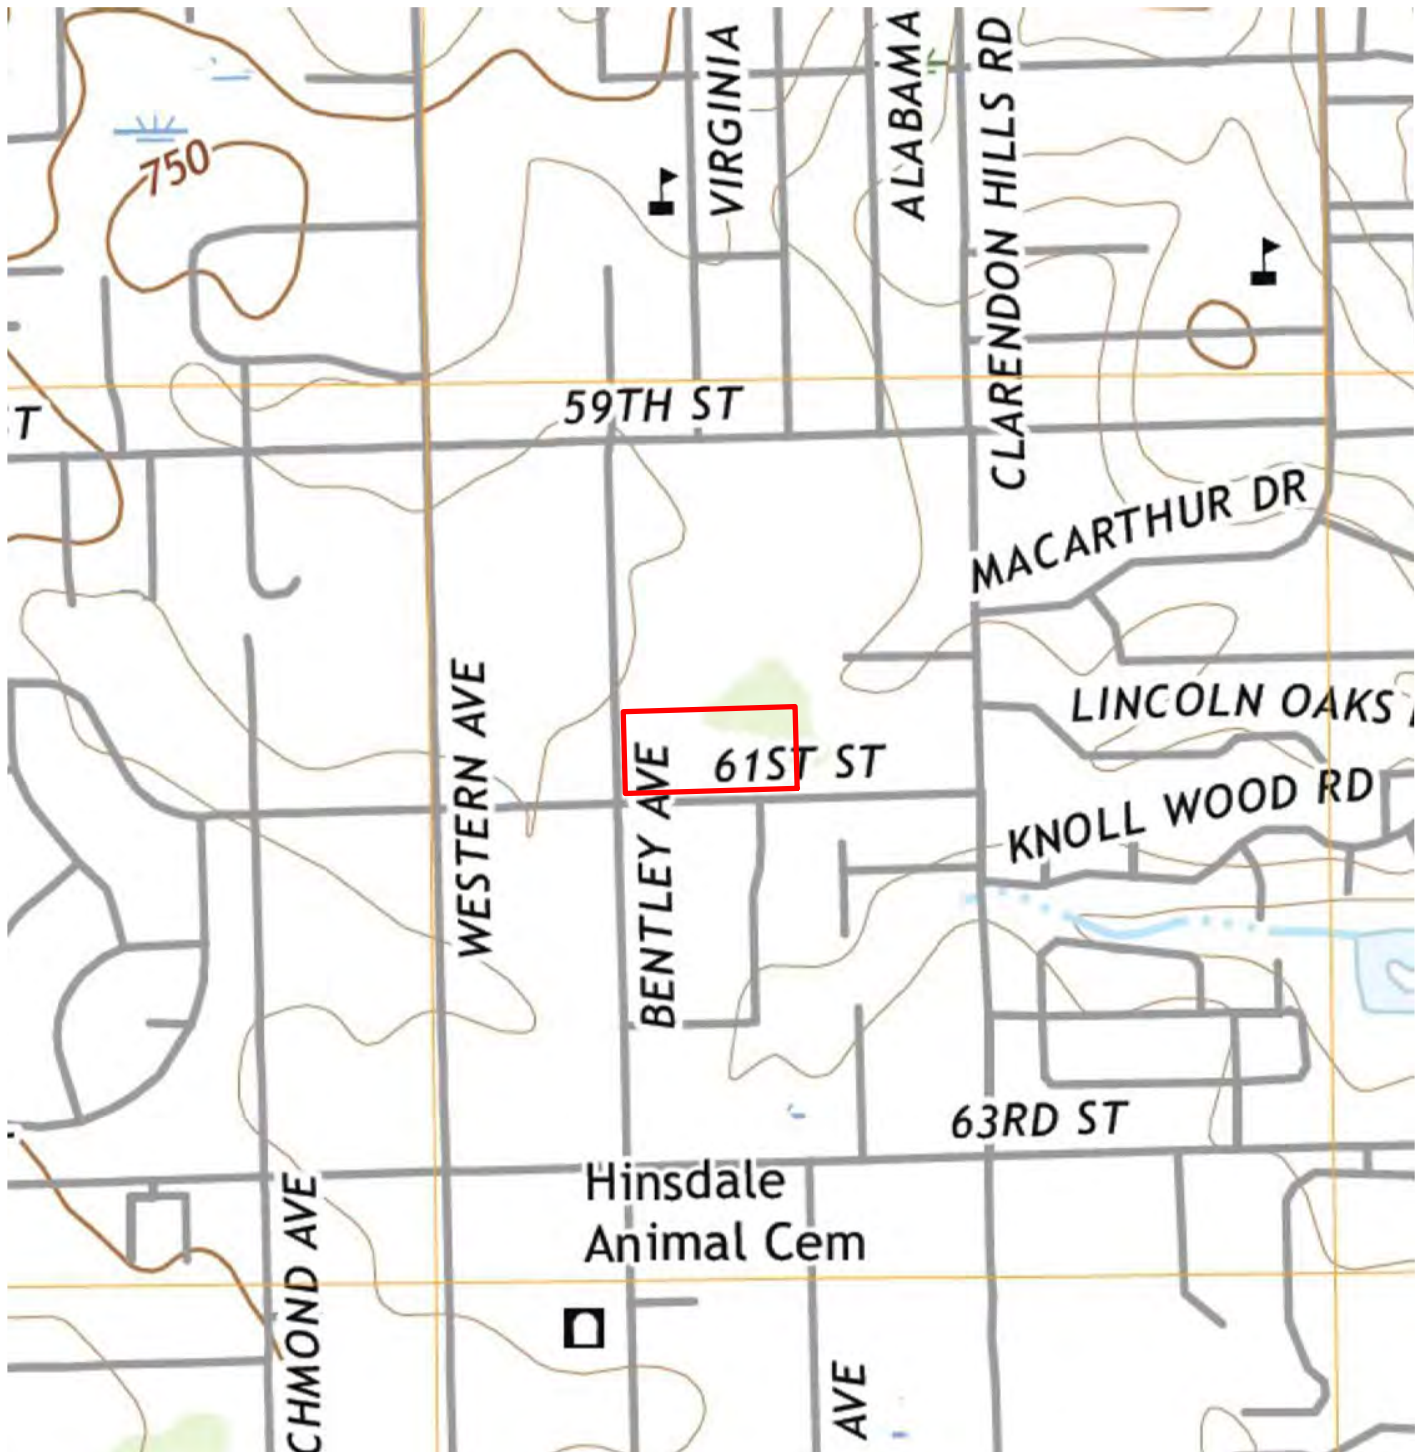 VIRGINIA
ALABAMA
CLARENDON HILLS RD
750
59TH ST
T
MACARTHUR DR
LINCOLN OAKS
WESTERN AVE
BENTLEY AVE
61ST ST
KNOLL WOOD RD
63RD ST
Hinsdale
Animal Cem
CHMOND AVE
AVE